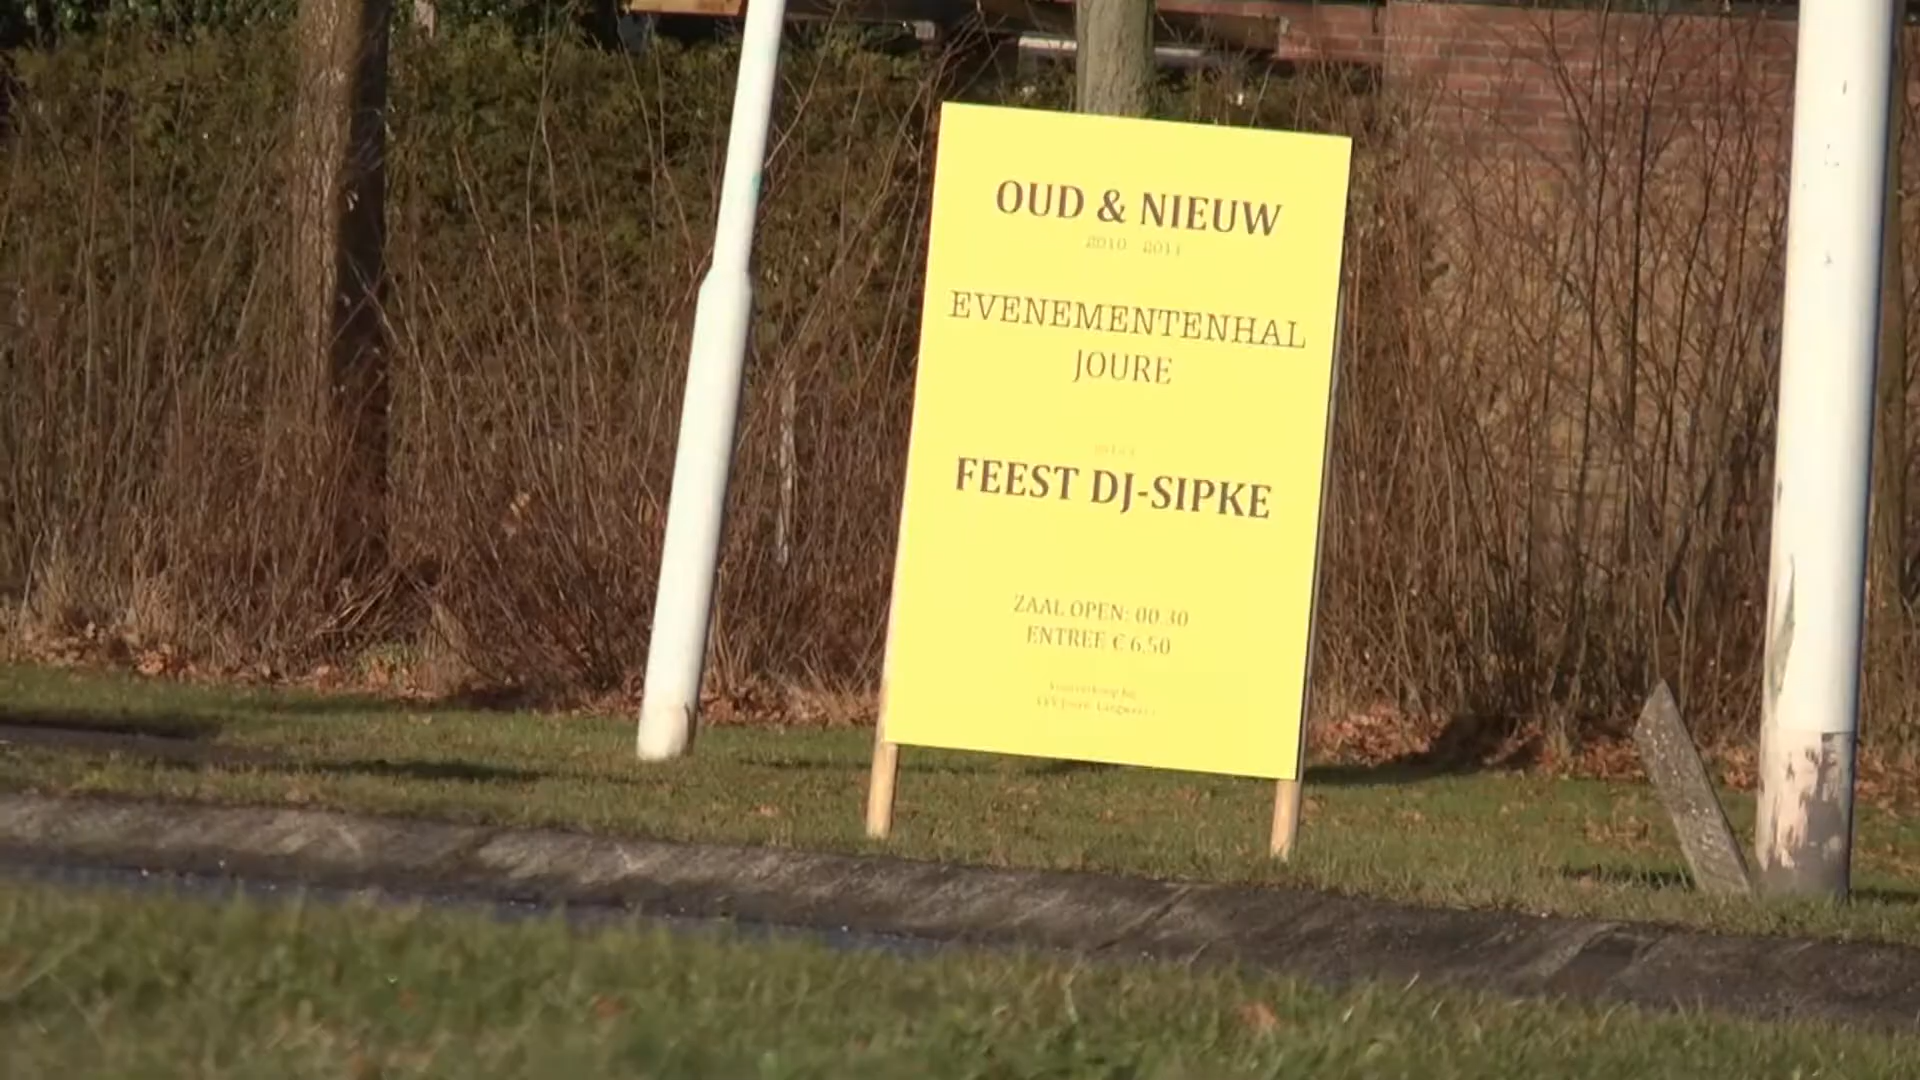 OUD & NIEUW
2010 2011
EVENEMENTENHAL
JOURE
FEEST DJ-SIPKE
ZAAL OPEN: 00.30
ENTREE € 6,50